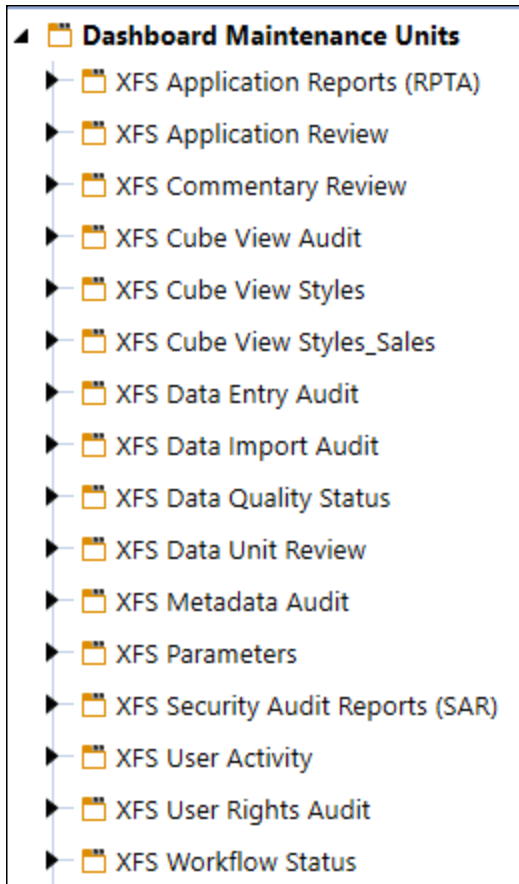 Dashboard Maintenance Units
XFS Application Reports (RPTA)
XFS Application Review
XFS Commentary Review
XFS Cube View Audit
XFS Cube View Styles
XFS Cube View Styles_Sales
XFS Data Entry Audit
XFS Data Import Audit
XFS Data Quality Status
XFS Data Unit Review
XFS Metadata Audit
XFS Parameters
XFS Security Audit Reports (SAR)
XFS User Activity
XFS User Rights Audit
XFS Workflow Status